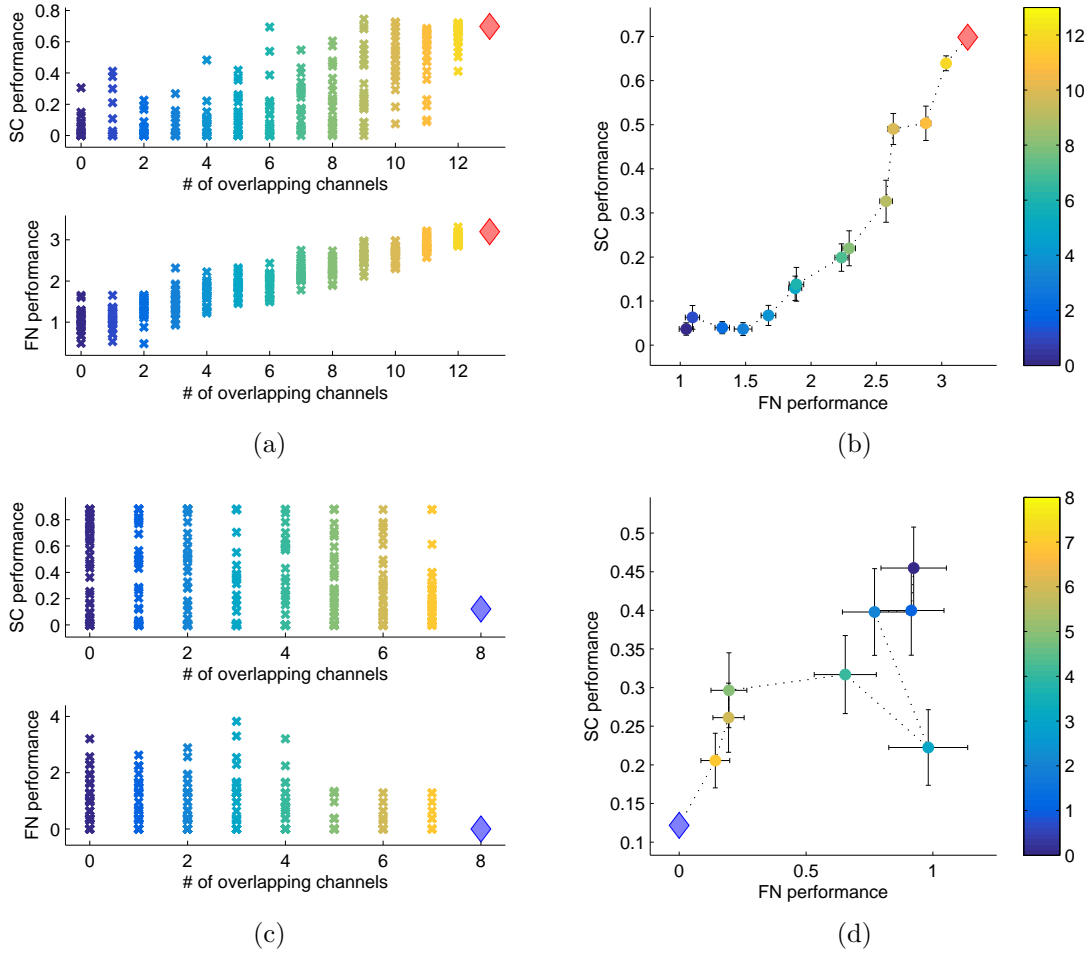 0.8
0.6
0.4
0.2
0
SC performance
0 2 4 6 8 10 12
# of overlapping channels
3
2
1
FN performance
0 2 4 6 8 10 12
# of overlapping channels
(a)
0.7
0.6
0.5
0.4
0.3
0.2
0.1
0
SC performance
1 1.5 2 2.5 3
FN performance
12
10
8
6
4
2
0
(b)
0.8
0.6
0.4
0.2
0
SC performance
0 2 4 6 8
# of overlapping channels
4
2
0
FN performance
0 2 4 6 8
# of overlapping channels
(c)
0.5
0.45
0.4
0.35
0.3
0.25
0.2
0.15
0.1
SC performance
0 0.5 1
FN performance
8
7
6
5
4
3
2
1
0
(d)